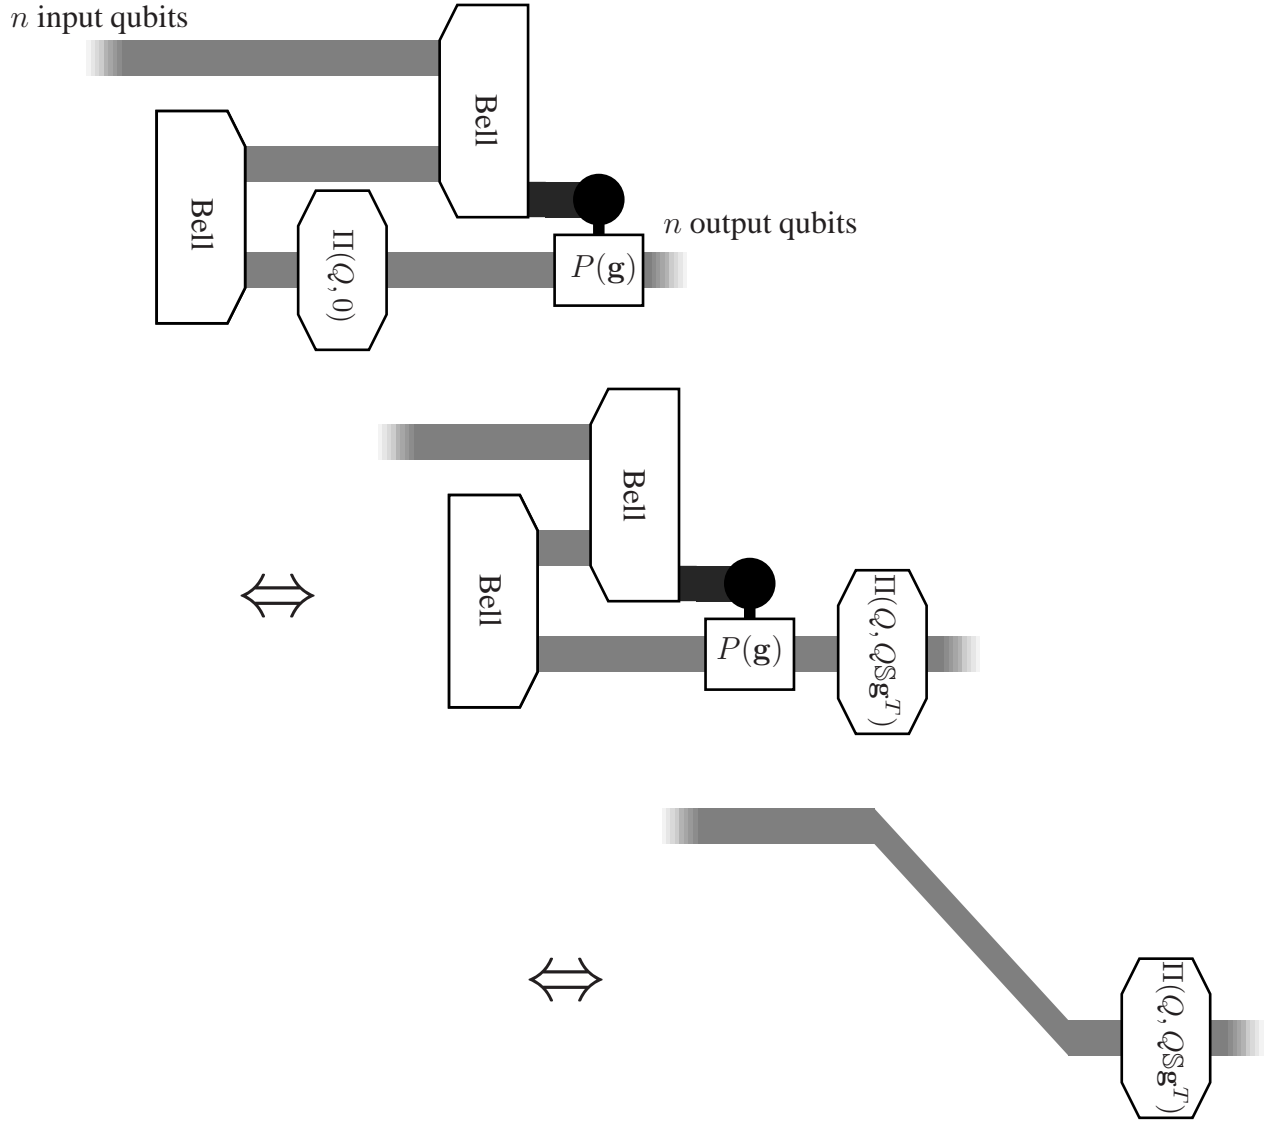 n input qubits
Bell
Bell
Π(Q, 0)
P(𝐠)
n output qubits
Bell
Bell
P(𝐠)
Π(Q, Q𝕊𝐠^T)
⇔
⇔
Π(Q, Q𝕊𝐠^T)